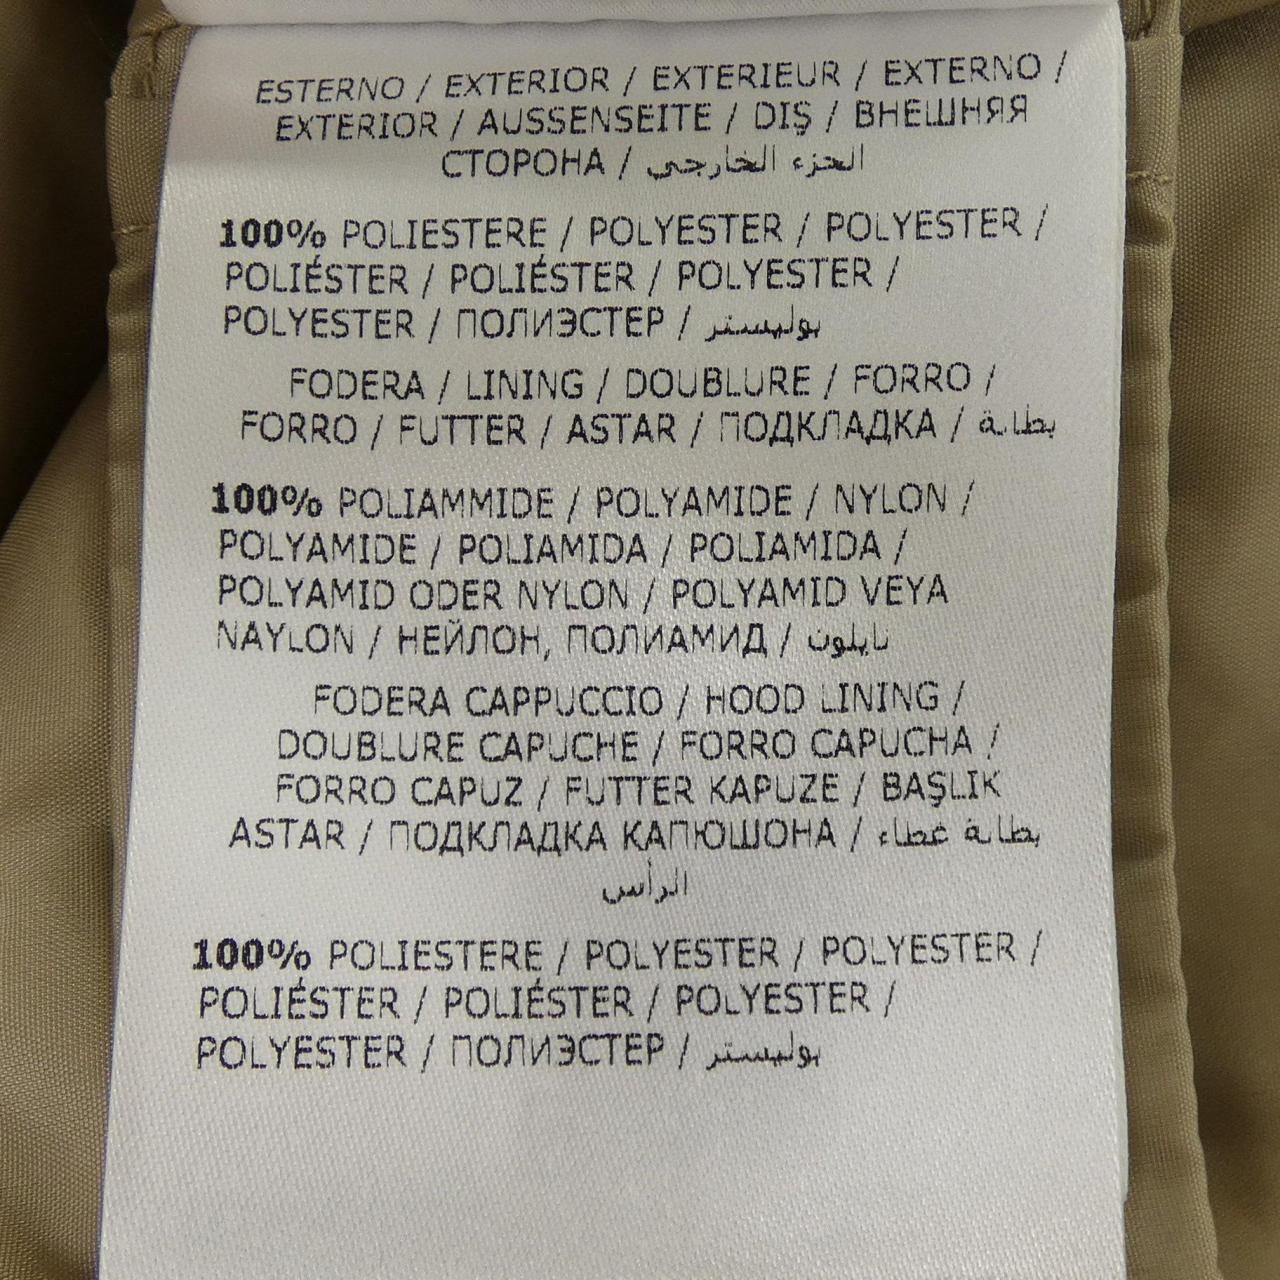 ESTERNO / EXTERIOR / EXTERIEUR / EXTERNO /
EXTERIOR / AUSSENSEITE / DIŞ / ВНЕШНЯЯ
СТОРОНА / الجزء الخارجي
100% POLIESTERE / POLYESTER / POLYESTER /
POLIÉSTER / POLIÉSTER / POLYESTER /
POLYESTER / ПОЛИЭСТЕР / بوليستر
FODERA / LINING / DOUBLURE / FORRO /
FORRO / FUTTER / ASTAR / ПОДКЛАДКА / بطانة
100% POLIAMMIDE / POLYAMIDE / NYLON /
POLYAMIDE / POLIAMIDA / POLIAMIDA /
POLYAMID ODER NYLON / POLYAMID VEYA
NAYLON / НЕЙЛОН, ПОЛИАМИД / نايلون
FODERA CAPPUCCIO / HOOD LINING /
DOUBLURE CAPUCHE / FORRO CAPUCHA /
FORRO CAPUZ / FUTTER KAPUZE / BAŞLIK
ASTAR / ПОДКЛАДКА КАПЮШОНА / بطانة غطاء
الرأس
100% POLIESTERE / POLYESTER / POLYESTER /
POLIÉSTER / POLIÉSTER / POLYESTER /
POLYESTER / ПОЛИЭСТЕР / بوليستر